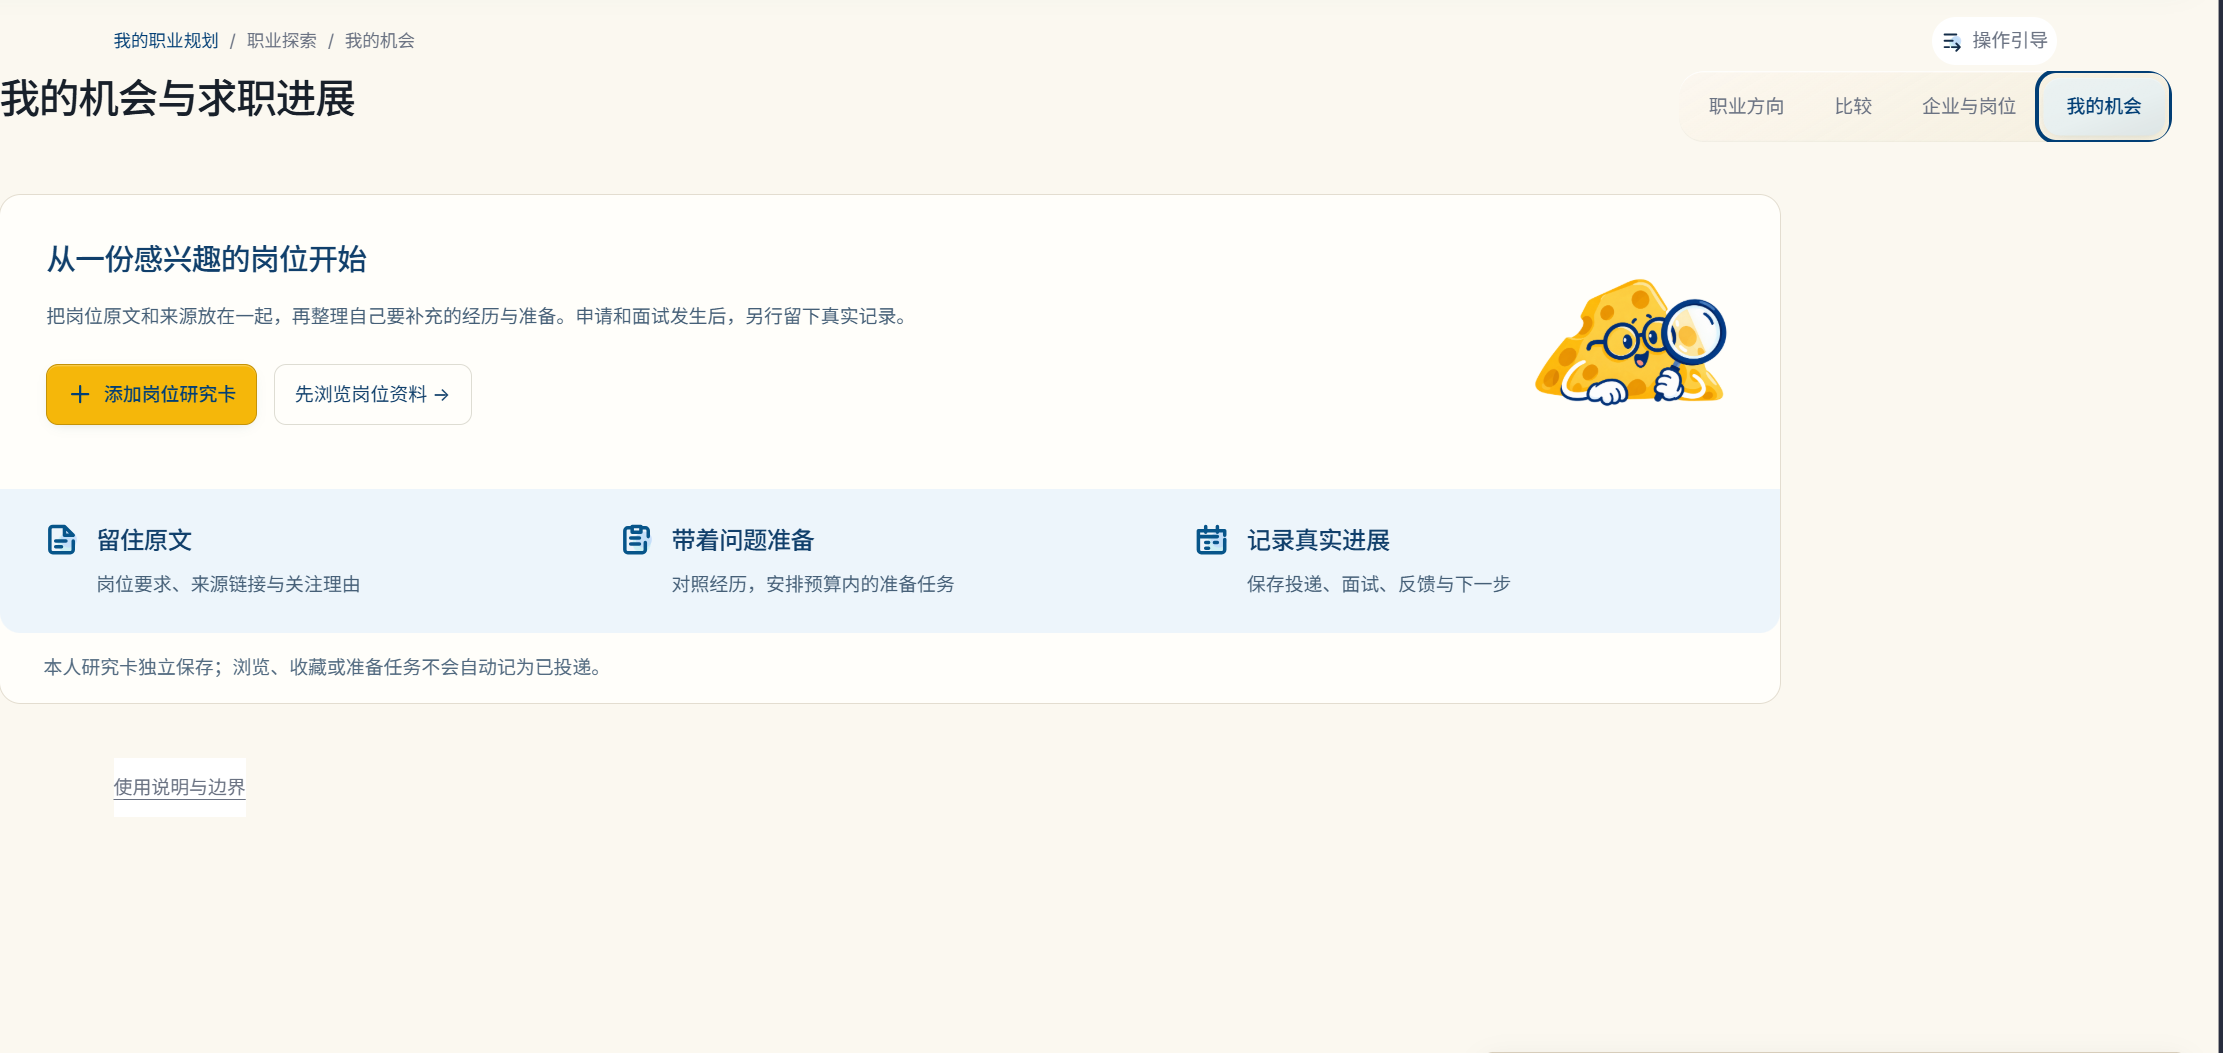 我的职业规划 / 职业探索 / 我的机会
操作引导
我的机会与求职进展
职业方向 比较 企业与岗位 我的机会
从一份感兴趣的岗位开始
把岗位原文和来源放在一起，再整理自己要补充的经历与准备。申请和面试发生后，另行留下真实记录。
添加岗位研究卡 先浏览岗位资料 →
留住原文
岗位要求、来源链接与关注理由
带着问题准备
对照经历，安排预算内的准备任务
记录真实进展
保存投递、面试、反馈与下一步
本人研究卡独立保存；浏览、收藏或准备任务不会自动记为已投递。
使用说明与边界